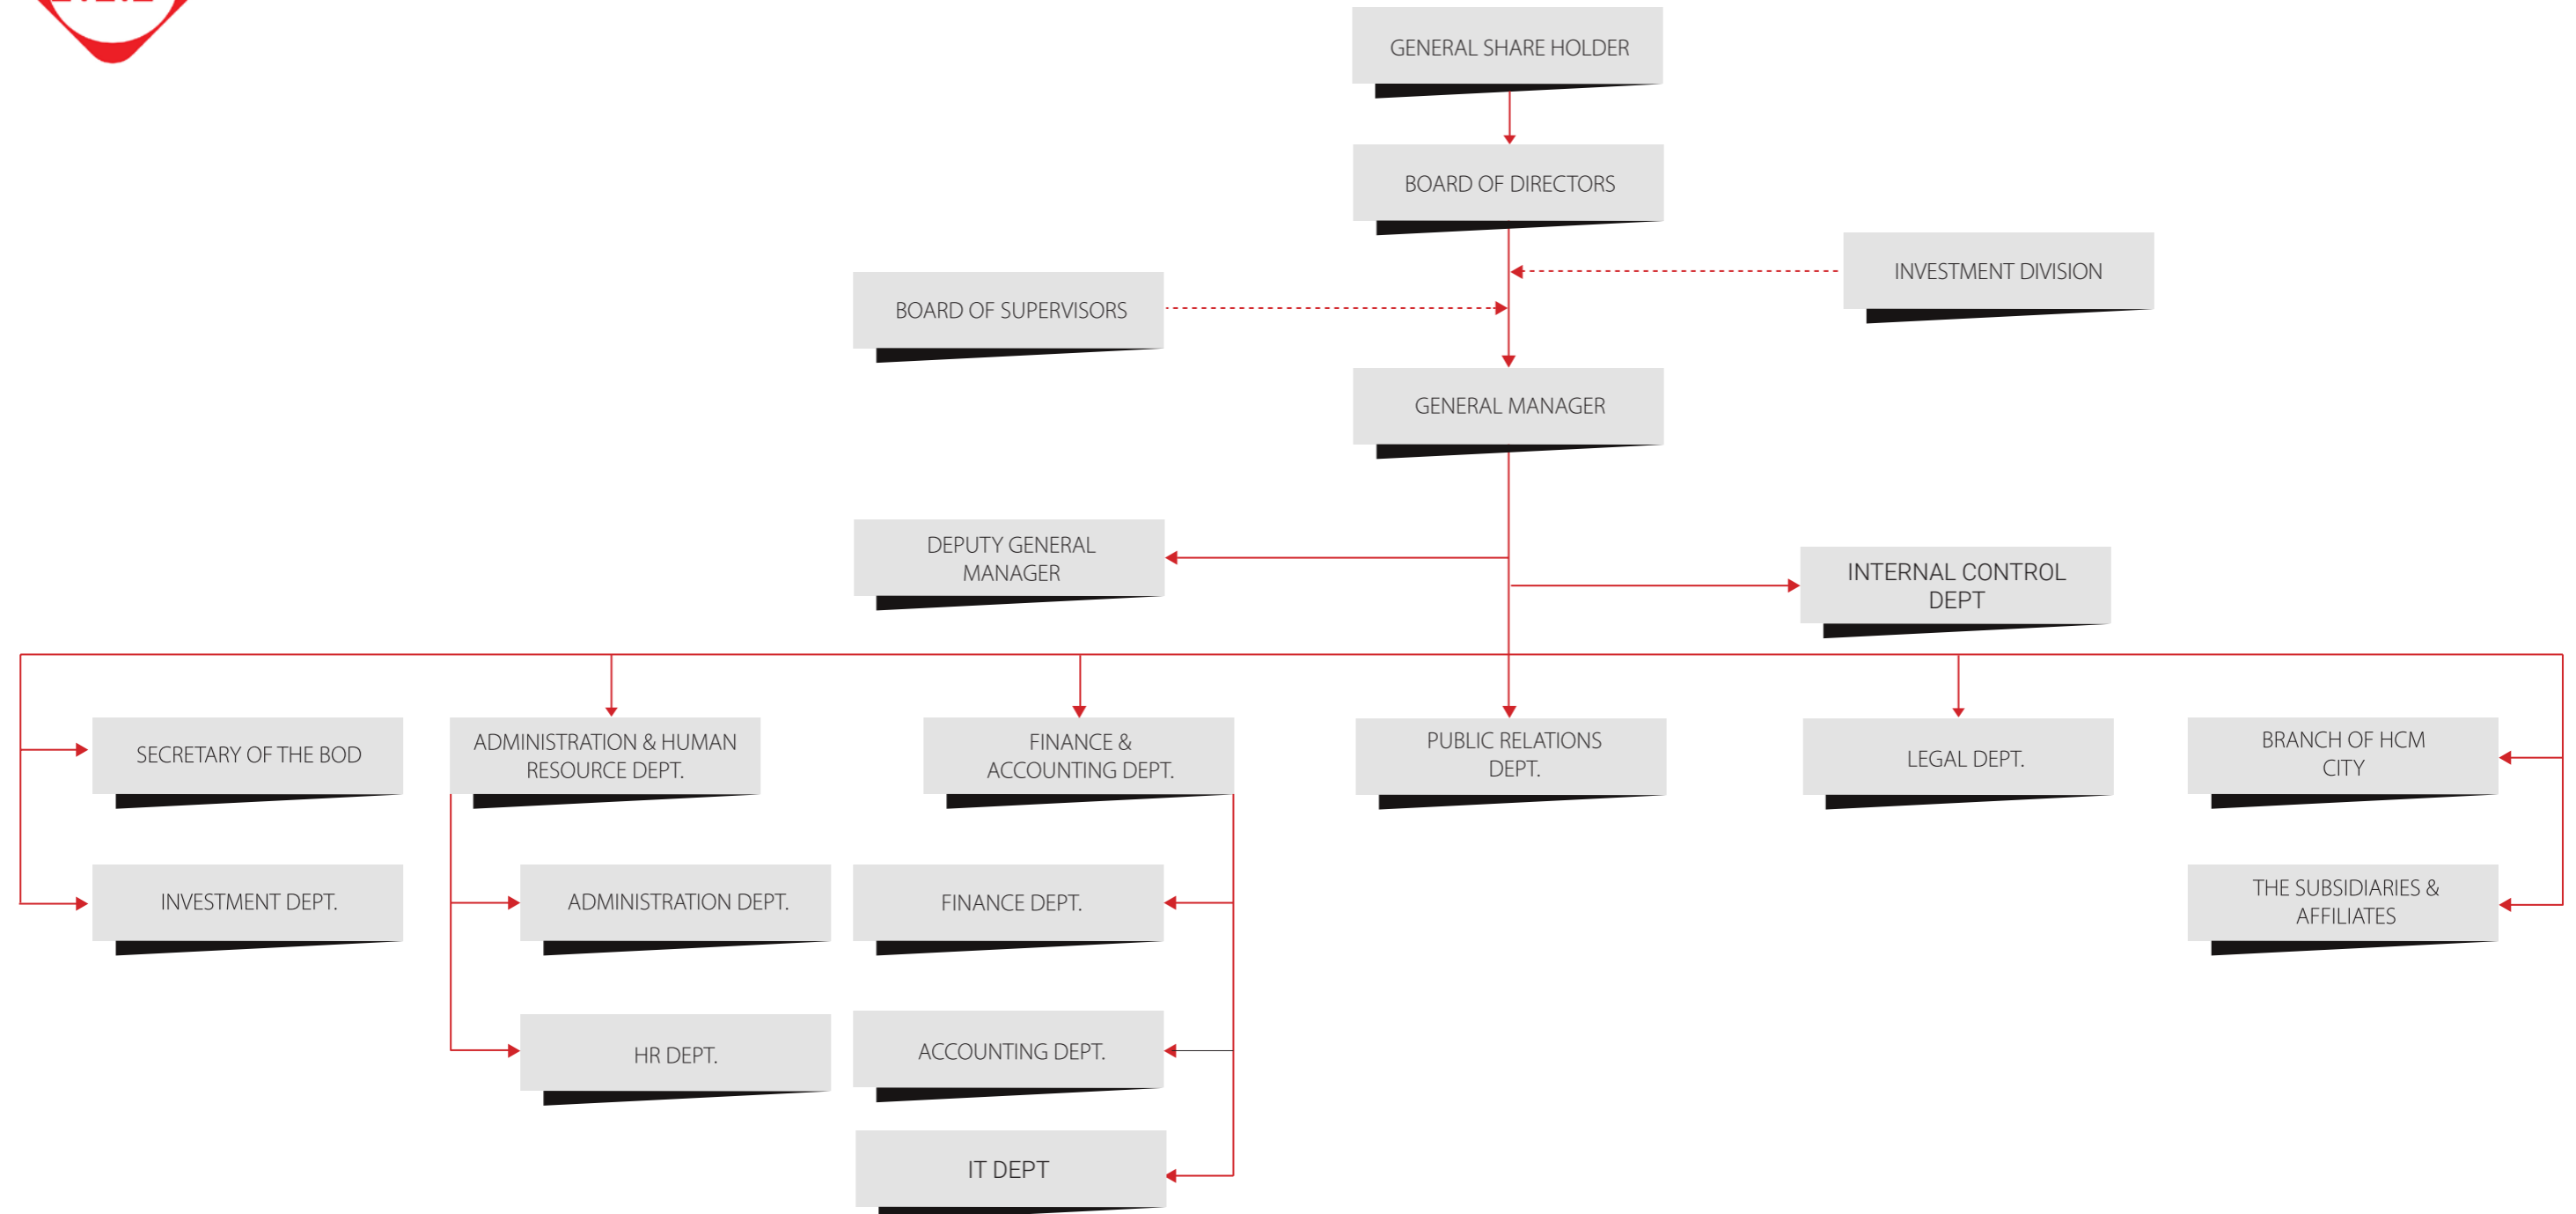 GENERAL SHARE HOLDER
BOARD OF DIRECTORS
INVESTMENT DIVISION
BOARD OF SUPERVISORS
GENERAL MANAGER
DEPUTY GENERAL
MANAGER
INTERNAL CONTROL
DEPT
SECRETARY OF THE BOD
ADMINISTRATION & HUMAN
RESOURCE DEPT.
FINANCE &
ACCOUNTING DEPT.
PUBLIC RELATIONS
DEPT.
LEGAL DEPT.
BRANCH OF HCM
CITY
INVESTMENT DEPT.
ADMINISTRATION DEPT.
FINANCE DEPT.
THE SUBSIDIARIES &
AFFILIATES
HR DEPT.
ACCOUNTING DEPT.
IT DEPT